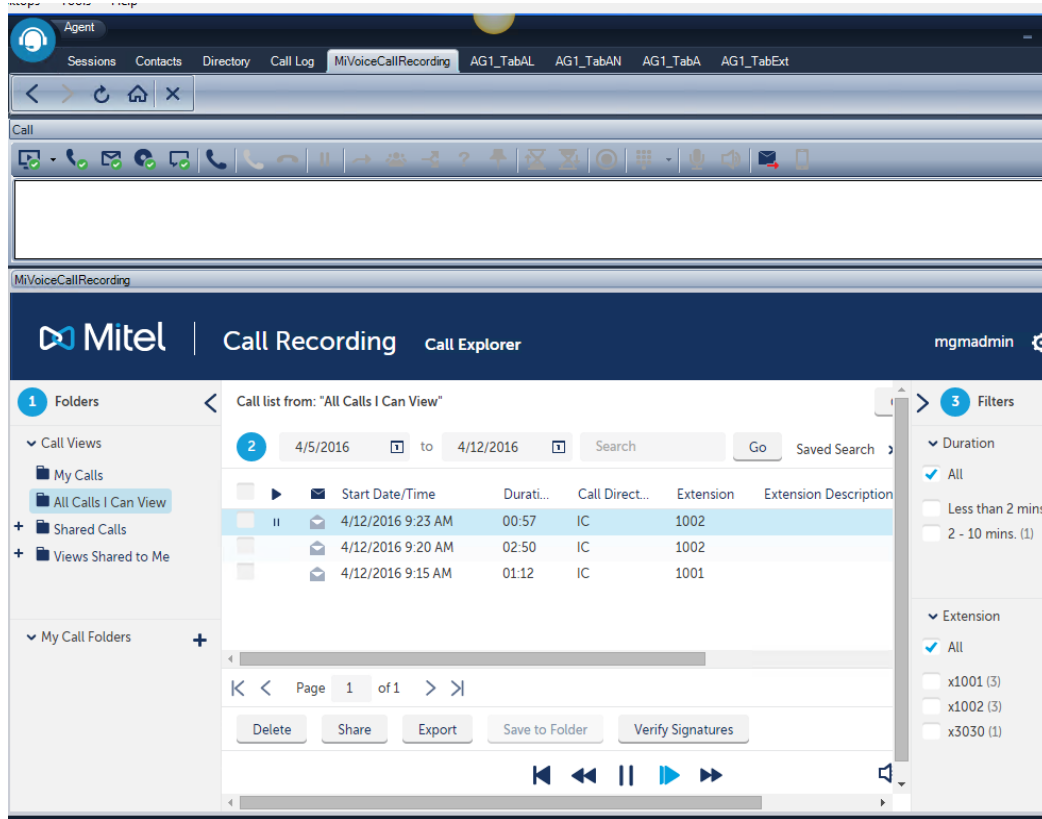 Tools Help
Agent
Sessions Contacts Directory Call Log MiVoiceCallRecording AG1_TabAL AG1_TabAN AG1_TabA AG1_TabExt
Call
MiVoiceCallRecording
Mitel Call Recording Call Explorer mgmadmin
1 Folders
Call list from: "All Calls I Can View"
3 Filters
Call Views
2 4/5/2016 1 to 4/12/2016 1 Search Go Saved Search
Duration
My Calls
All
All Calls I Can View
Start Date/Time Durati... Call Direct... Extension Extension Description
Less than 2 mins
Shared Calls
4/12/2016 9:23 AM 00:57 IC 1002
2 - 10 mins. (1)
Views Shared to Me
4/12/2016 9:20 AM 02:50 IC 1002
4/12/2016 9:15 AM 01:12 IC 1001
Extension
My Call Folders +
All
Page 1 of 1
x1001 (3)
x1002 (3)
Delete Share Export Save to Folder Verify Signatures
x3030 (1)